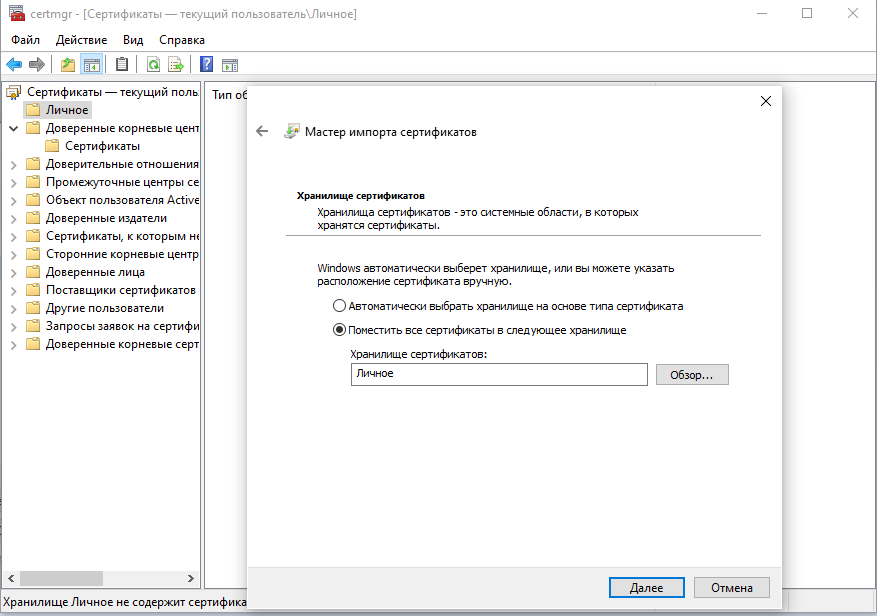 certmgr - [Сертификаты — текущий пользователь\Личное]
Файл Действие Вид Справка
Сертификаты — текущий поль
Личное
Доверенные корневые цент
Сертификаты
Доверительные отношения
Промежуточные центры се
Объект пользователя Active
Доверенные издатели
Сертификаты, к которым не
Сторонние корневые центр
Доверенные лица
Поставщики сертификатов
Другие пользователи
Запросы заявок на сертифи
Доверенные корневые серт
Тип об
Мастер импорта сертификатов
Хранилище сертификатов
Хранилища сертификатов - это системные области, в которых
хранятся сертификаты.
Windows автоматически выберет хранилище, или вы можете указать
расположение сертификата вручную.
Автоматически выбрать хранилище на основе типа сертификата
Поместить все сертификаты в следующее хранилище
Хранилище сертификатов:
Личное
Обзор...
Далее
Отмена
Хранилище Личное не содержит сертифика